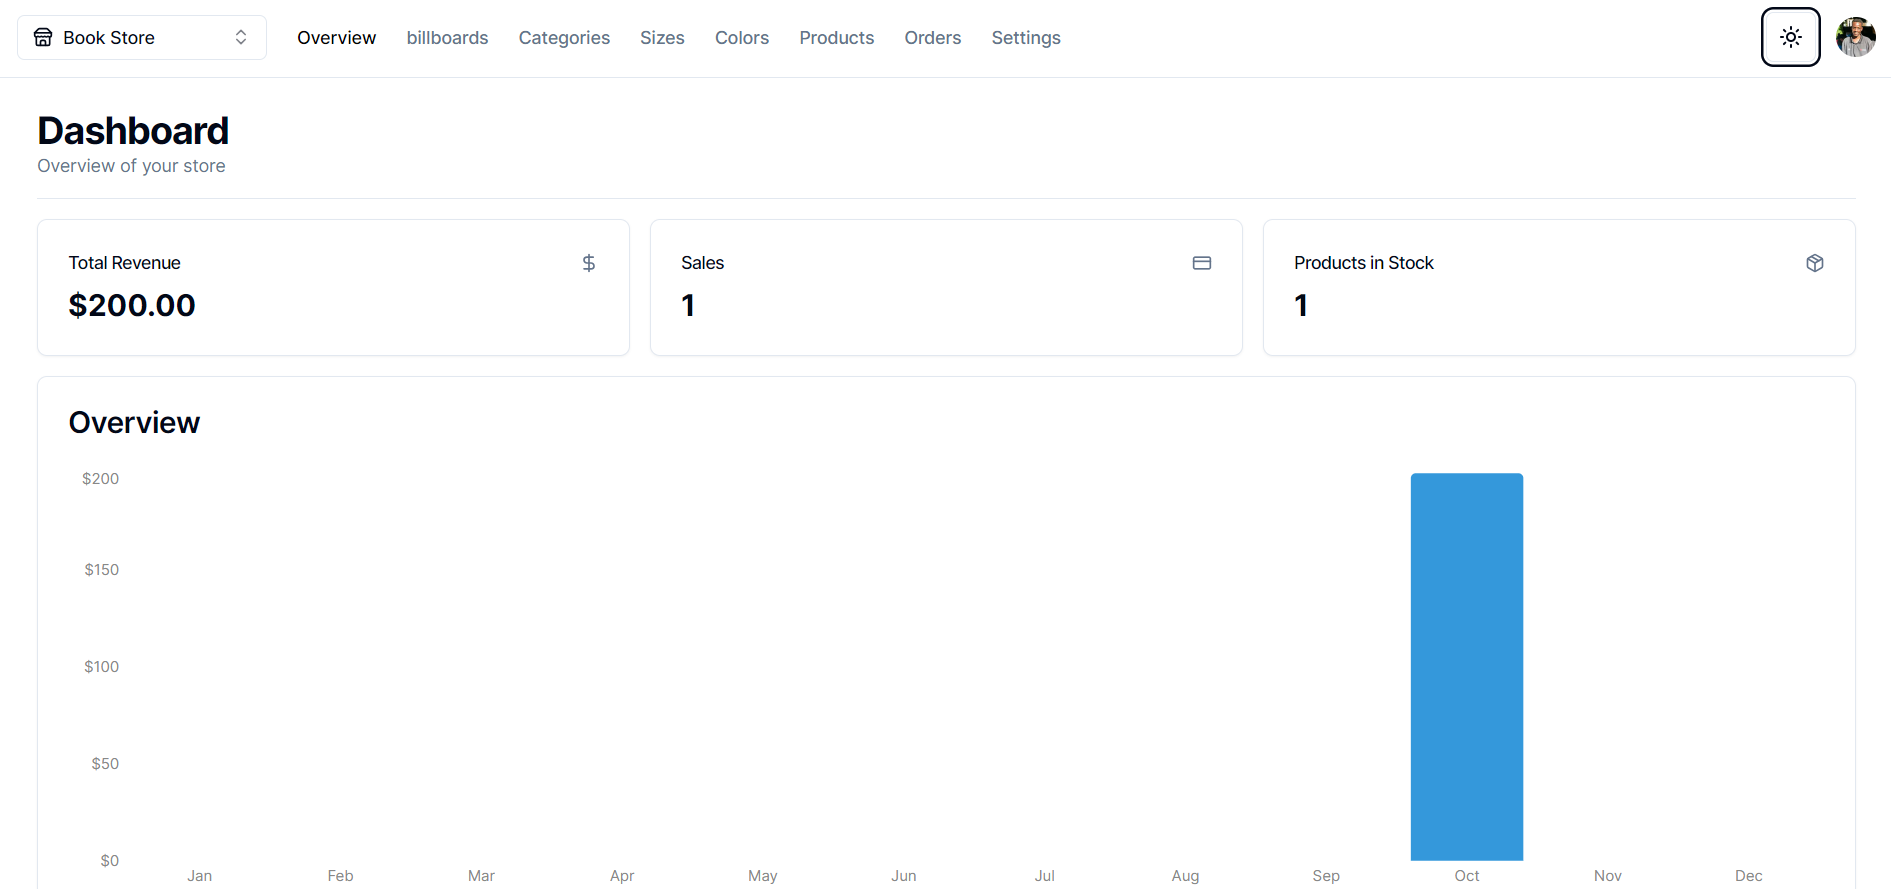 Book Store
Overview billboards Categories Sizes Colors Products Orders Settings
Dashboard
Overview of your store
Total Revenue
$200.00
Sales
1
Products in Stock
1
Overview
$200
$150
$100
$50
$0
Jan Feb Mar Apr May Jun Jul Aug Sep Oct Nov Dec